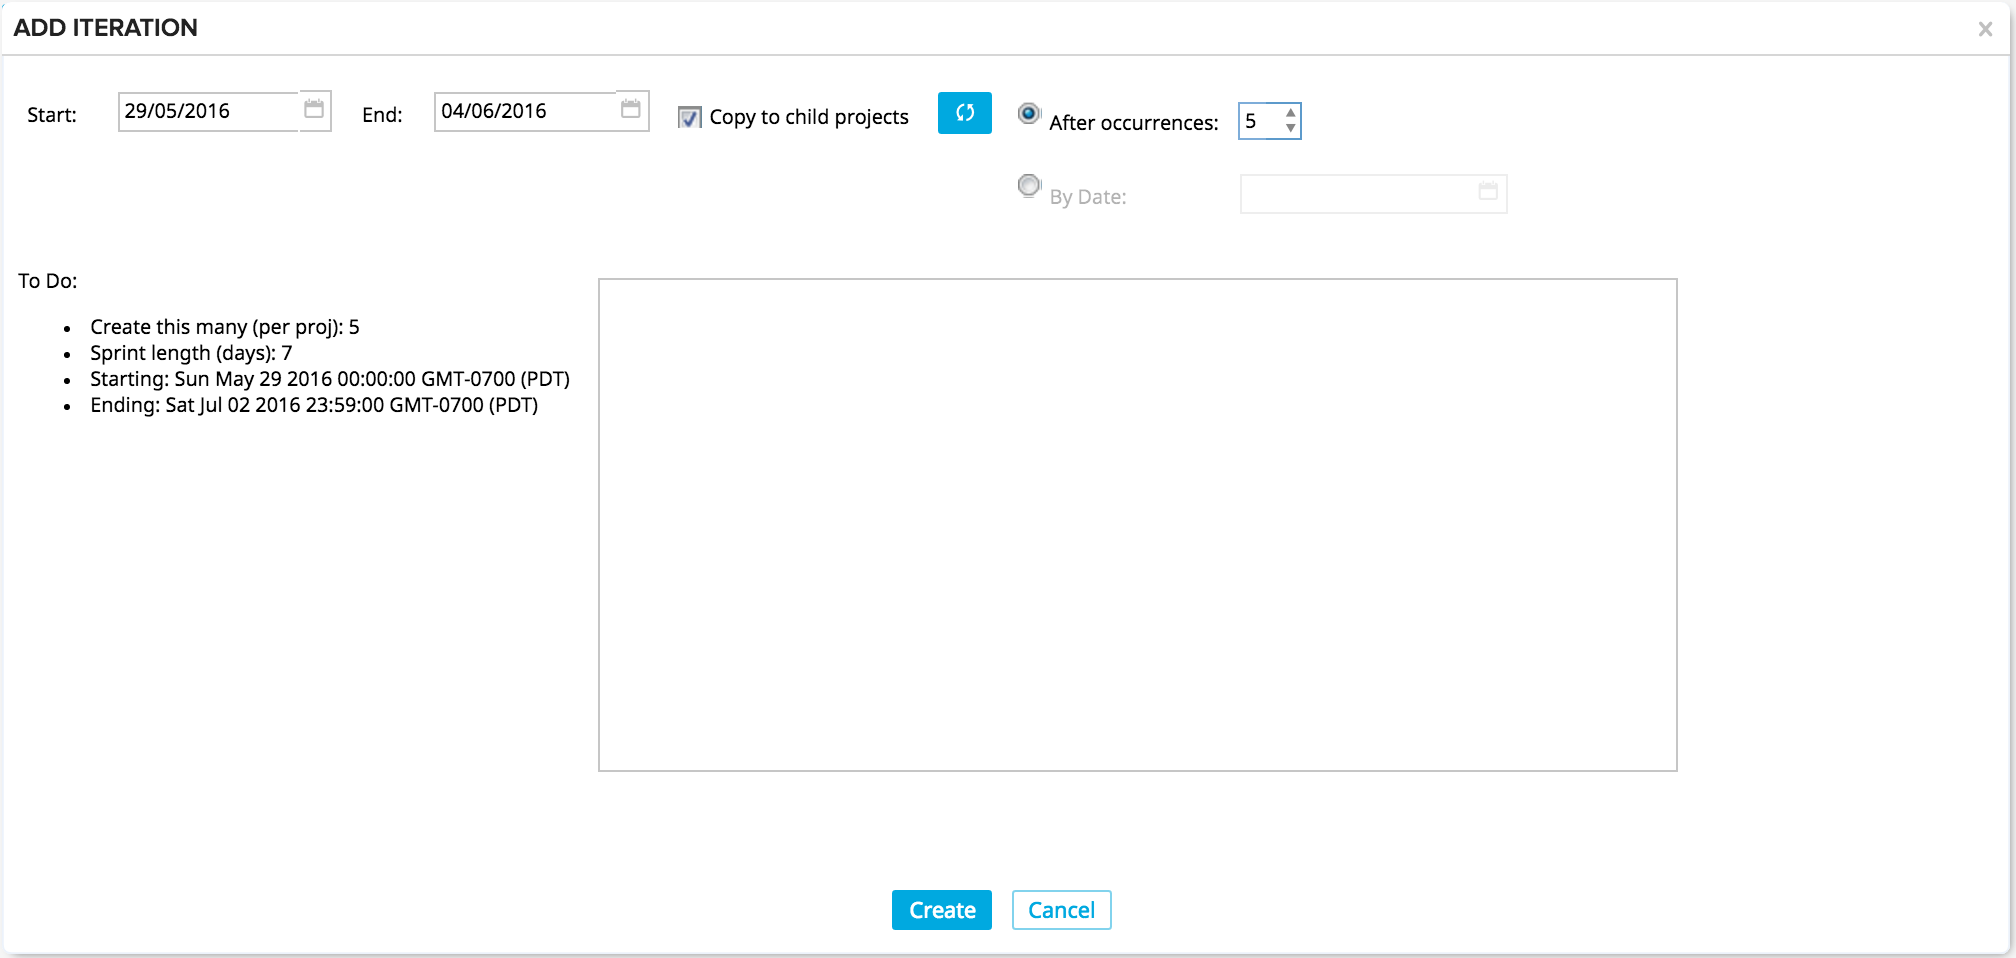 ADD ITERATION
Start: 29/05/2016 End: 04/06/2016 Copy to child projects After occurrences: 5
By Date:
To Do:
Create this many (per proj): 5
Sprint length (days): 7
Starting: Sun May 29 2016 00:00:00 GMT-0700 (PDT)
Ending: Sat Jul 02 2016 23:59:00 GMT-0700 (PDT)
Create Cancel